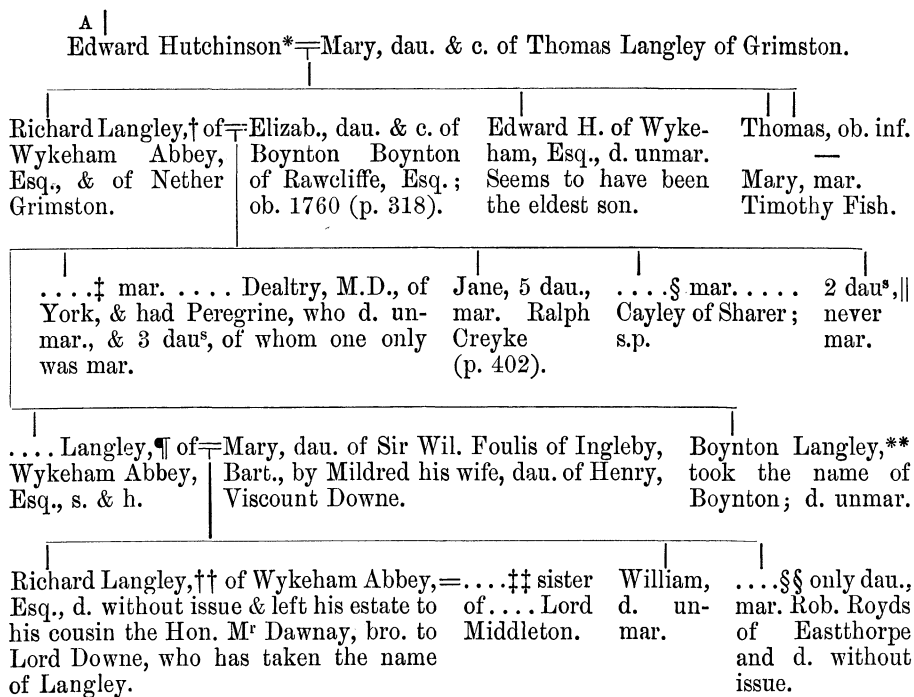 A
Edward Hutchinson*=Mary, dau. & c. of Thomas Langley of Grimston.
Richard Langley,† of=
Wykeham Abbey,
Esq., & of Nether
Grimston.
Elizab., dau. & c. of
Boynton Boynton
of Rawcliffe, Esq.;
ob. 1760 (p. 318).
Edward H. of Wyke-
ham, Esq., d. unmar.
Seems to have been
the eldest son.
Thomas, ob. inf.
—
Mary, mar.
Timothy Fish.
....‡ mar. .... Dealtry, M.D., of
York, & had Peregrine, who d. un-
mar., & 3 dauˢ, of whom one only
was mar.
Jane, 5 dau.,
mar. Ralph
Creyke
(p. 402).
....§ mar. ....
Cayley of Sharer;
s.p.
2 dauˢ,||
never
mar.
.... Langley,¶ of=
Wykeham Abbey,
Esq., s. & h.
Mary, dau. of Sir Wil. Foulis of Ingleby,
Bart., by Mildred his wife, dau. of Henry,
Viscount Downe.
Boynton Langley,**
took the name of
Boynton; d. unmar.
Richard Langley,†† of Wykeham Abbey,=
Esq., d. without issue & left his estate to
his cousin the Hon. Mʳ Dawnay, bro. to
Lord Downe, who has taken the name
of Langley.
....‡‡ sister
of.... Lord
Middleton.
William,
d. un-
mar.
....§§ only dau.,
mar. Rob. Royds
of Eastthorpe
and d. without
issue.